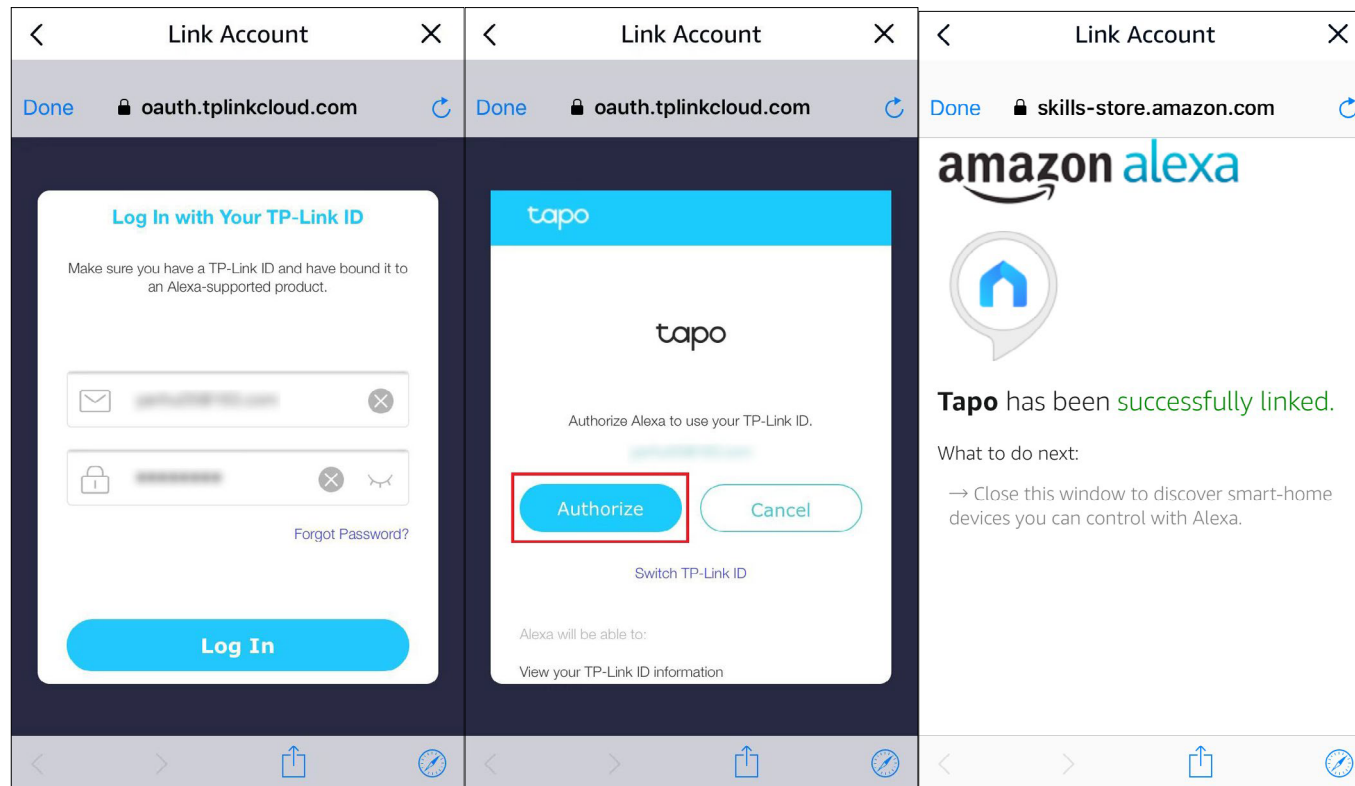 Link Account
Done
oauth.tplinkcloud.com
Log In with Your TP-Link ID
Make sure you have a TP-Link ID and have bound it to
an Alexa-supported product.
Forgot Password?
Log In
Link Account
Done
oauth.tplinkcloud.com
tapo
tapo
Authorize Alexa to use your TP-Link ID.
Authorize
Cancel
Switch TP-Link ID
Alexa will be able to:
View your TP-Link ID information
Link Account
Done
skills-store.amazon.com
amazon alexa
Tapo has been successfully linked.
What to do next:
→ Close this window to discover smart-home
devices you can control with Alexa.